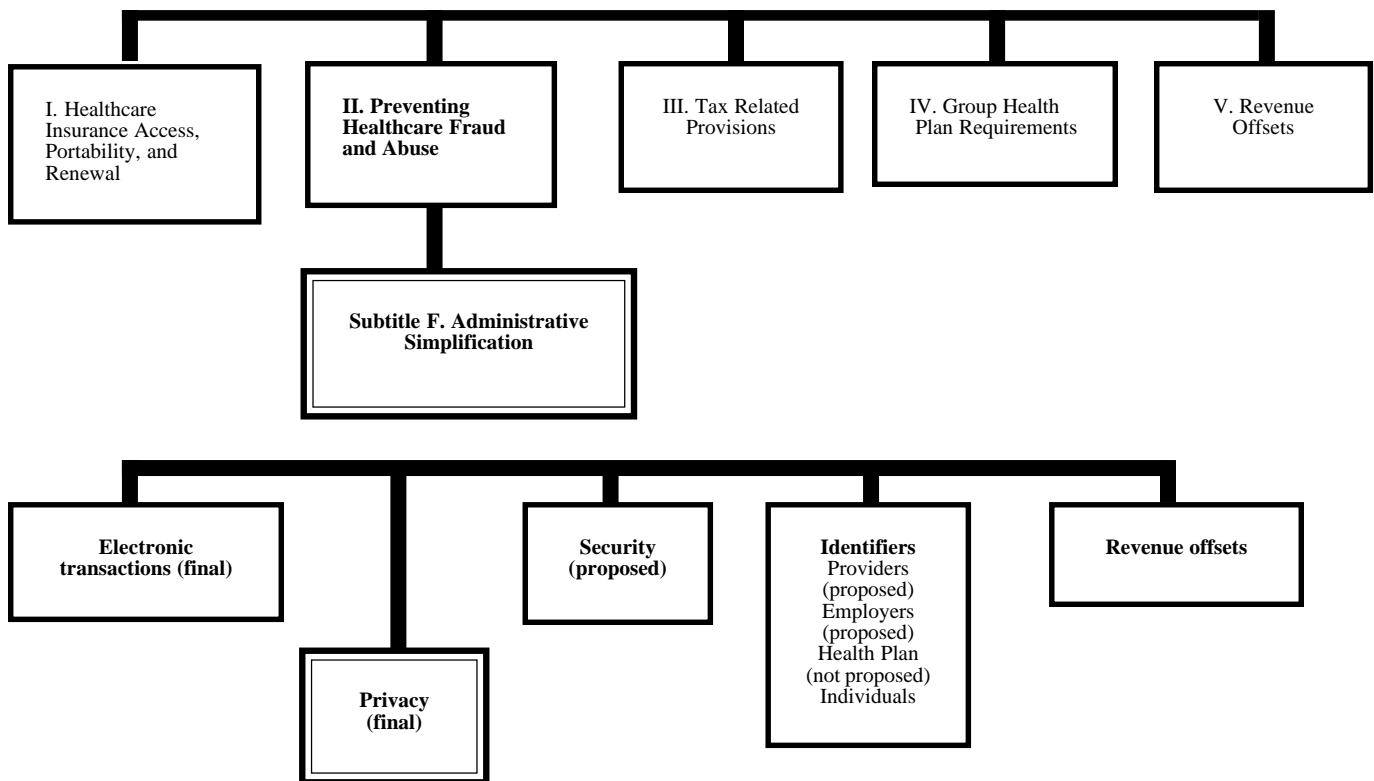 I. Healthcare
Insurance Access,
Portability, and
Renewal
II. Preventing
Healthcare Fraud
and Abuse
III. Tax Related
Provisions
IV. Group Health
Plan Requirements
V. Revenue
Offsets
Subtitle F. Administrative
Simplification
Electronic
transactions (final)
Privacy
(final)
Security
(proposed)
Identifiers
Providers
(proposed)
Employers
(proposed)
Health Plan
(not proposed)
Individuals
Revenue offsets